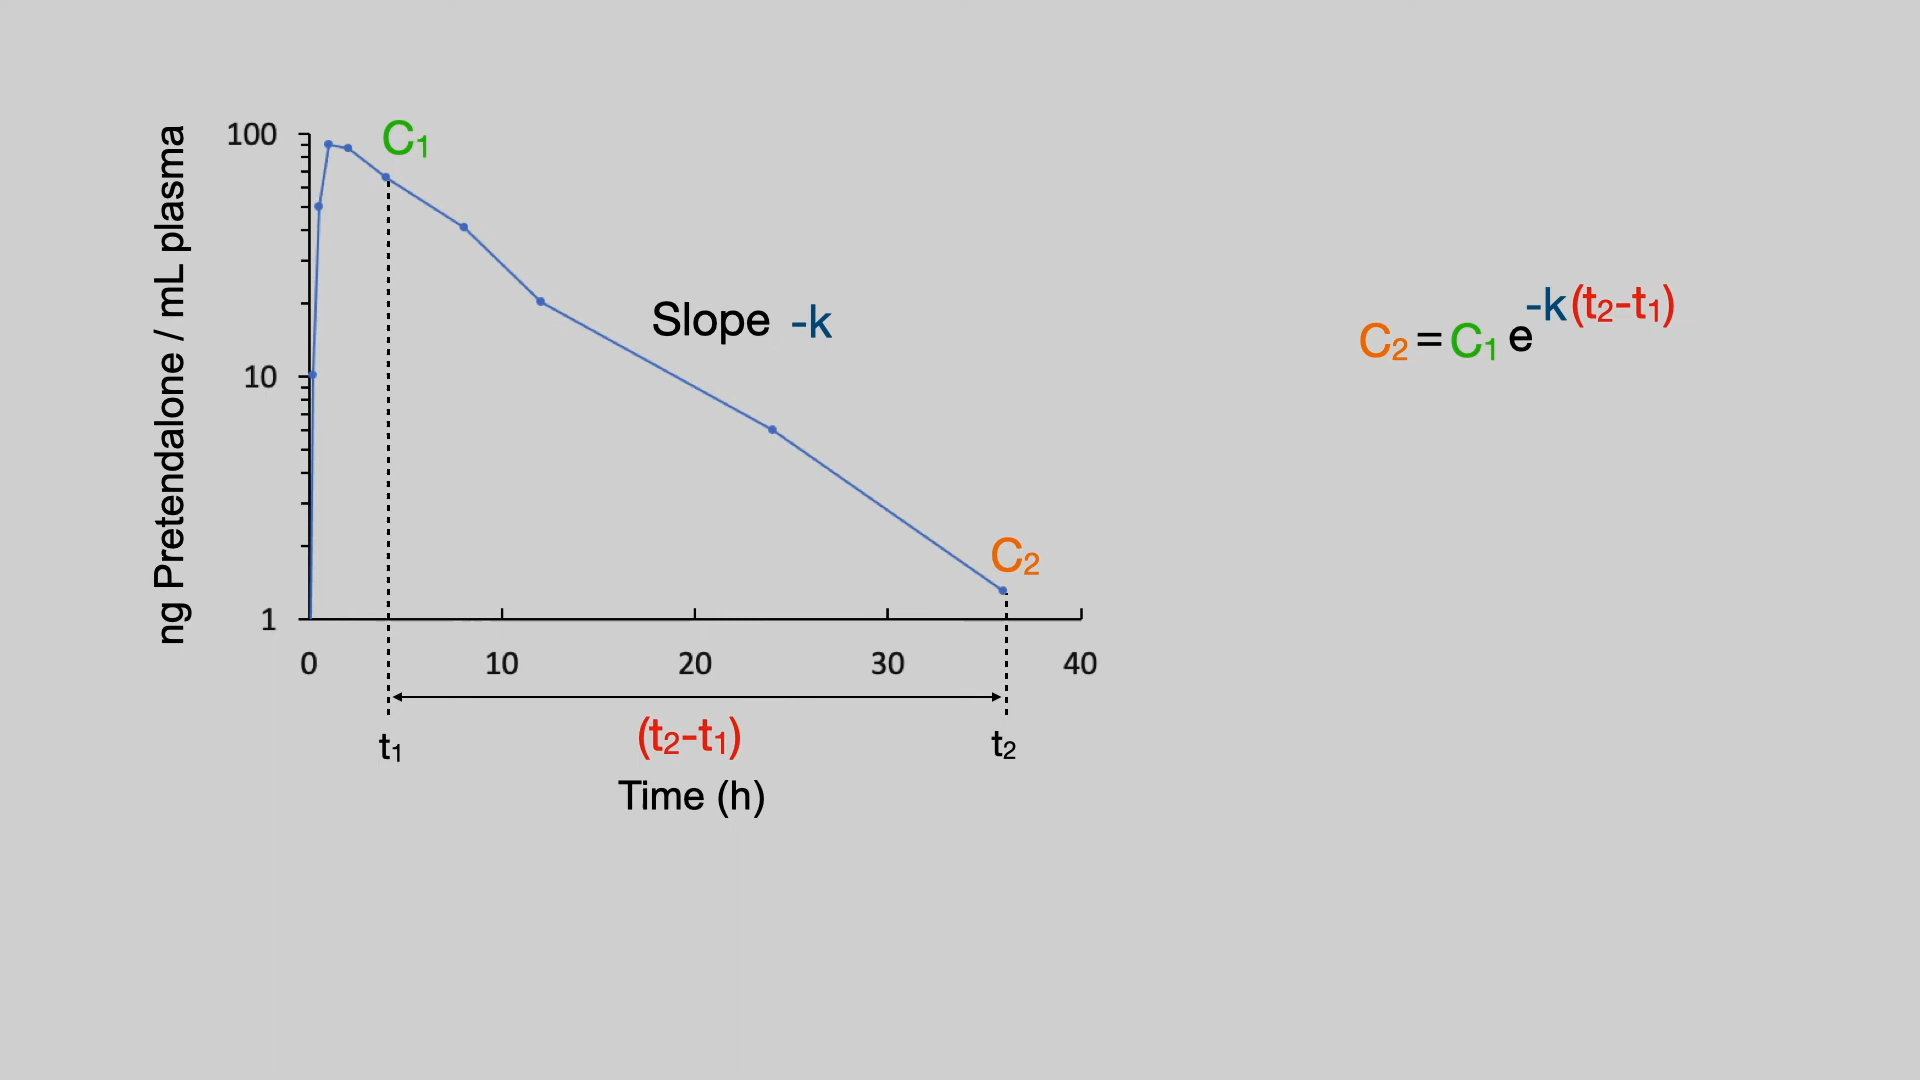 ng Pretendalone / mL plasma
100
10
1
C₁
Slope -k
C₂
0 10 20 30 40
t₁ (t₂-t₁) t₂
Time (h)
C₂ = C₁ e^-k(t₂-t₁)